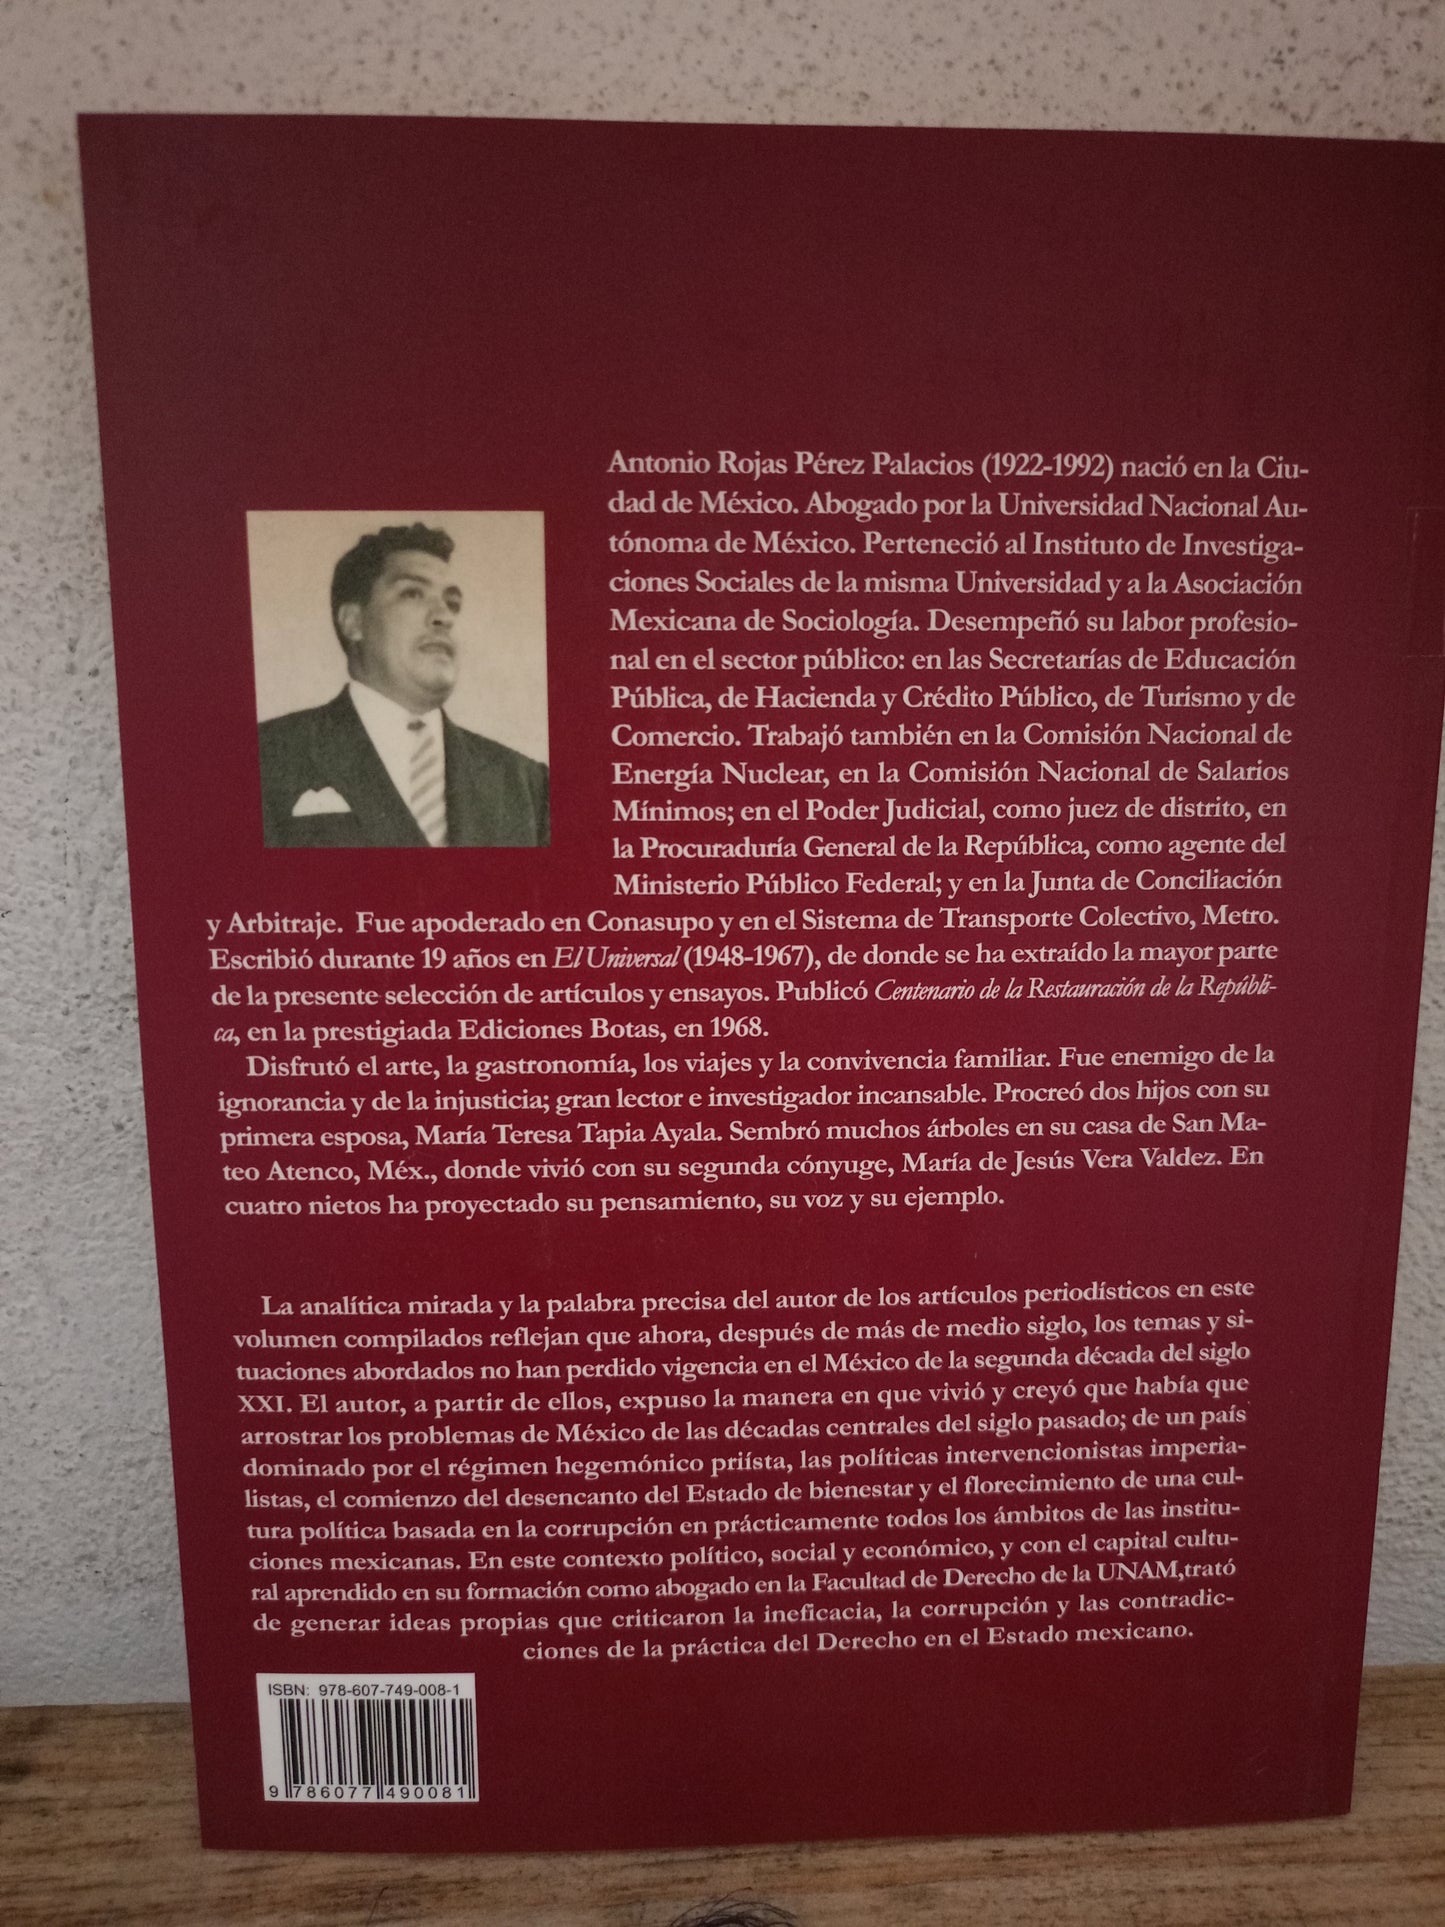 Antonio Rojas Pérez Palacios (1922-1992) nació en la Ciu-
dad de México. Abogado por la Universidad Nacional Au-
tónoma de México. Perteneció al Instituto de Investiga-
ciones Sociales de la misma Universidad y a la Asociación
Mexicana de Sociología. Desempeñó su labor profesio-
nal en el sector público: en las Secretarías de Educación
Pública, de Hacienda y Crédito Público, de Turismo y de
Comercio. Trabajó también en la Comisión Nacional de
Energía Nuclear, en la Comisión Nacional de Salarios
Mínimos; en el Poder Judicial, como juez de distrito, en
la Procuraduría General de la República, como agente del
Ministerio Público Federal; y en la Junta de Conciliación
y Arbitraje. Fue apoderado en Conasupo y en el Sistema de Transporte Colectivo, Metro.
Escribió durante 19 años en El Universal (1948-1967), de donde se ha extraído la mayor parte
de la presente selección de artículos y ensayos. Publicó Centenario de la Restauración de la Repúbli-
ca, en la prestigiada Ediciones Botas, en 1968.
Disfrutó el arte, la gastronomía, los viajes y la convivencia familiar. Fue enemigo de la
ignorancia y de la injusticia; gran lector e investigador incansable. Procreó dos hijos con su
primera esposa, María Teresa Tapia Ayala. Sembró muchos árboles en su casa de San Ma-
teo Atenco, Méx., donde vivió con su segunda cónyuge, María de Jesús Vera Valdez. En
cuatro nietos ha proyectado su pensamiento, su voz y su ejemplo.
La analítica mirada y la palabra precisa del autor de los artículos periodísticos en este
volumen compilados reflejan que ahora, después de más de medio siglo, los temas y si-
tuaciones abordados no han perdido vigencia en el México de la segunda década del siglo
XXI. El autor, a partir de ellos, expuso la manera en que vivió y creyó que había que
arrostrar los problemas de México de las décadas centrales del siglo pasado; de un país
dominado por el régimen hegemónico priísta, las políticas intervencionistas imperia-
listas, el comienzo del desencanto del Estado de bienestar y el florecimiento de una cul-
tura política basada en la corrupción en prácticamente todos los ámbitos de las institu-
ciones mexicanas. En este contexto político, social y económico, y con el capital cultu-
ral aprendido en su formación como abogado en la Facultad de Derecho de la UNAM,trató
de generar ideas propias que criticaron la ineficacia, la corrupción y las contradic-
ciones de la práctica del Derecho en el Estado mexicano.
ISBN: 978-607-749-008-1
9 786077 490081